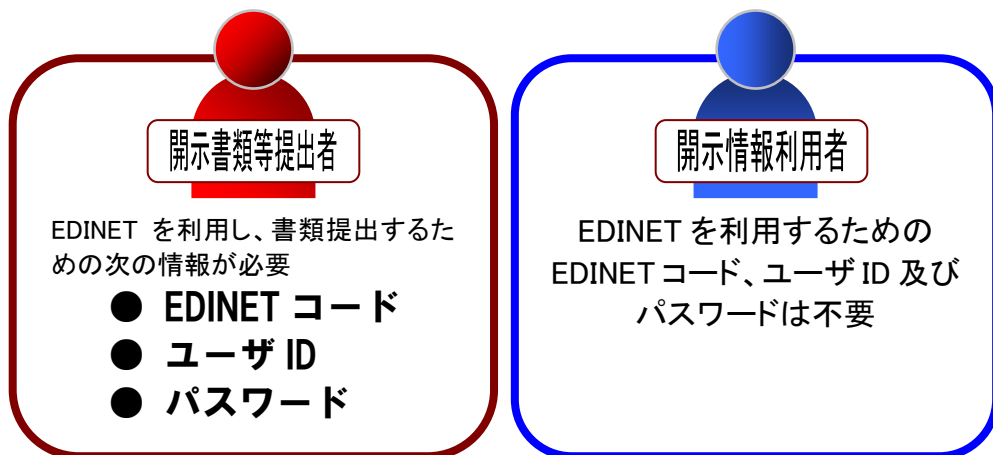 開示書類等提出者
EDINET を利用し、書類提出するた
めの次の情報が必要
● EDINET コード
● ユーザ ID
● パスワード
開示情報利用者
EDINET を利用するための
EDINET コード、ユーザ ID 及び
パスワードは不要